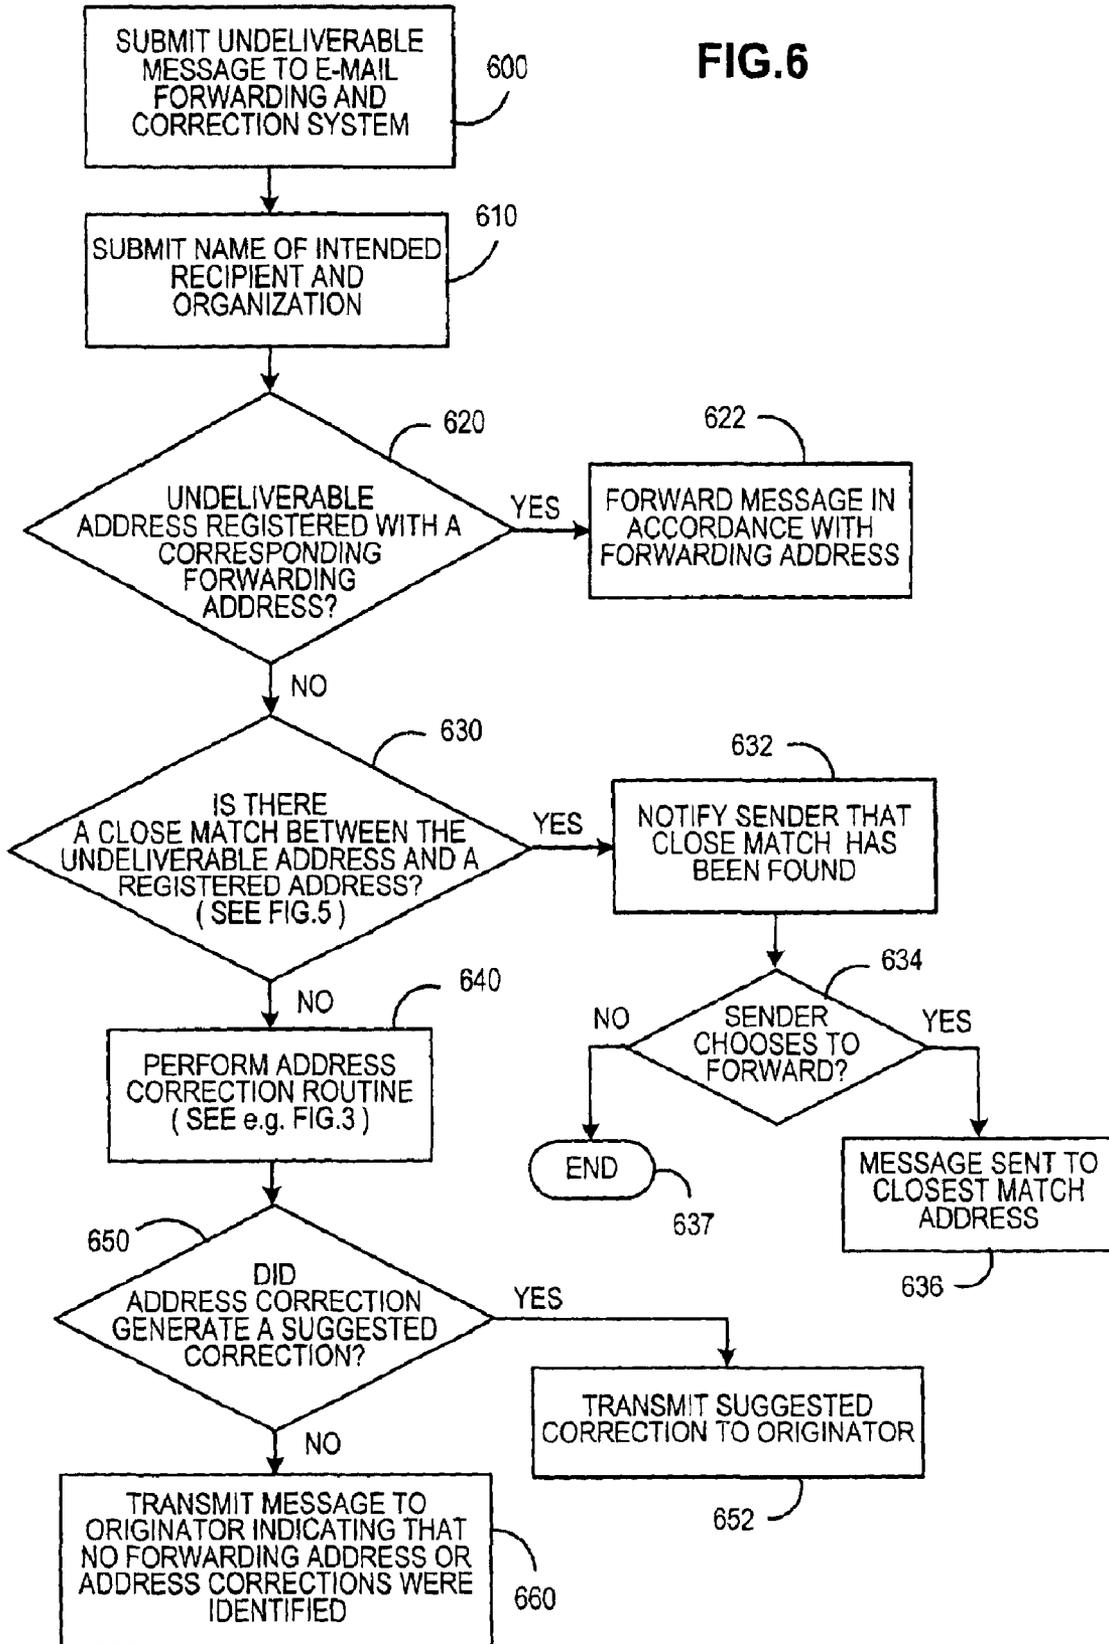 FIG.6
SUBMIT UNDELIVERABLE
MESSAGE TO E-MAIL
FORWARDING AND
CORRECTION SYSTEM
600
SUBMIT NAME OF INTENDED
RECIPIENT AND
ORGANIZATION
610
UNDELIVERABLE
ADDRESS REGISTERED WITH A
CORRESPONDING
FORWARDING
ADDRESS?
620
YES
622
FORWARD MESSAGE IN
ACCORDANCE WITH
FORWARDING ADDRESS
NO
IS THERE
A CLOSE MATCH BETWEEN THE
UNDELIVERABLE ADDRESS AND A
REGISTERED ADDRESS?
( SEE FIG.5 )
630
YES
632
NOTIFY SENDER THAT
CLOSE MATCH HAS
BEEN FOUND
634
SENDER
CHOOSES TO
FORWARD?
NO
YES
END
637
MESSAGE SENT TO
CLOSEST MATCH
ADDRESS
636
NO
640
PERFORM ADDRESS
CORRECTION ROUTINE
( SEE e.g. FIG.3 )
650
DID
ADDRESS CORRECTION
GENERATE A SUGGESTED
CORRECTION?
YES
TRANSMIT SUGGESTED
CORRECTION TO ORIGINATOR
652
NO
TRANSMIT MESSAGE TO
ORIGINATOR INDICATING THAT
NO FORWARDING ADDRESS OR
ADDRESS CORRECTIONS WERE
IDENTIFIED
660